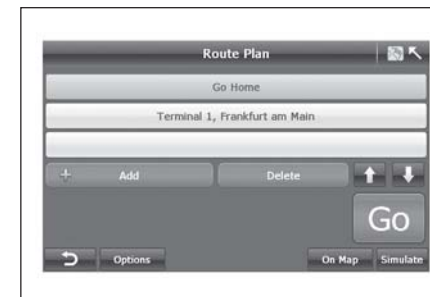 Route Plan
Go Home
Terminal 1, Frankfurt am Main
Add Delete
Go
Options On Map Simulate